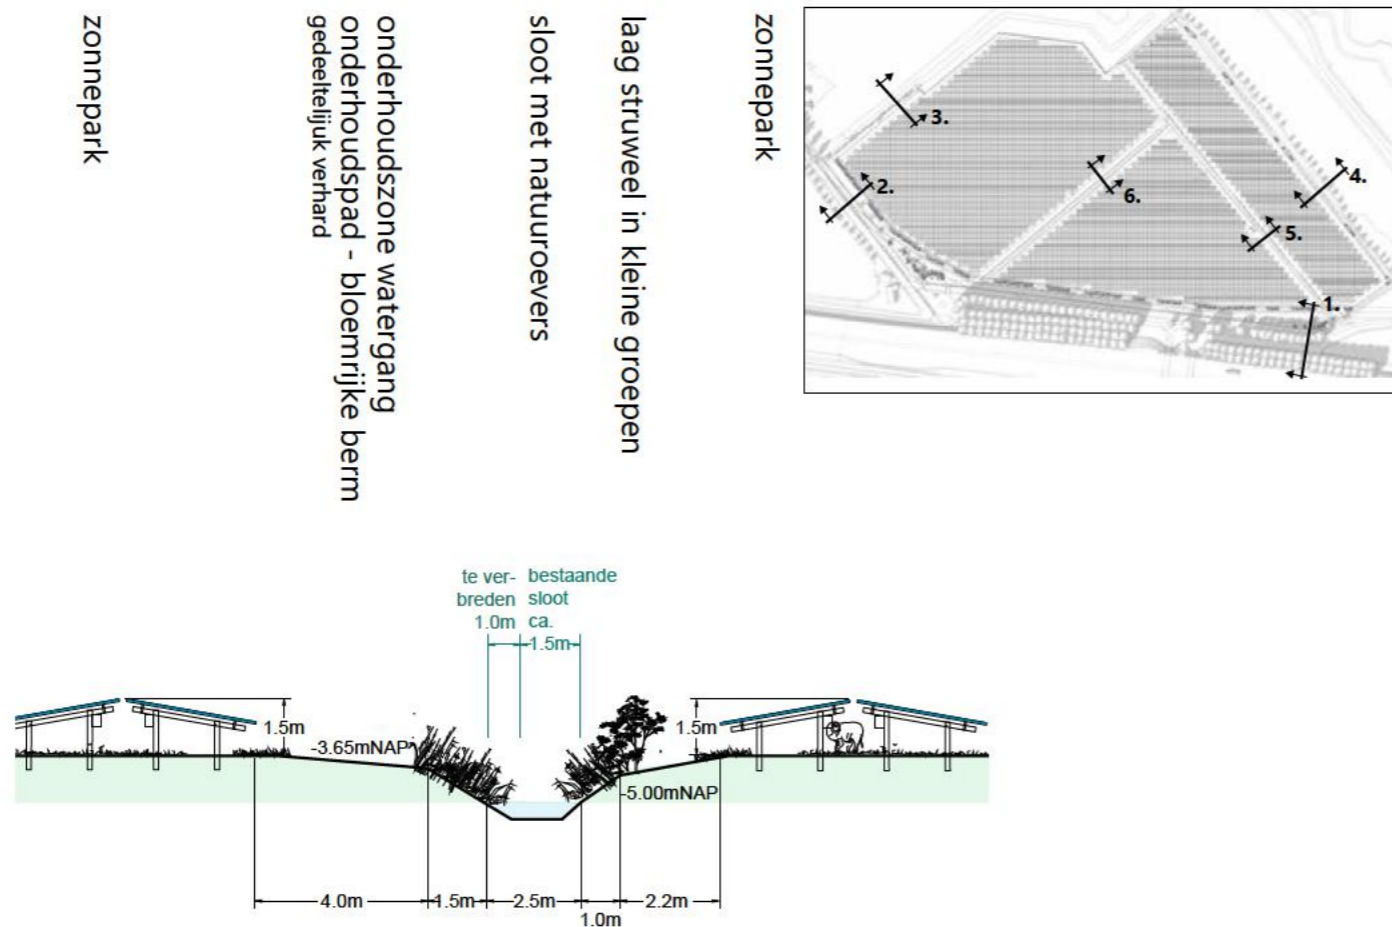 zonnepark
onderhoudszone watergang
onderhoudspad - bloemrijke berm
gedeeltelijuk verhard
sloot met natuuroevers
laag struweel in kleine groepen
zonnepark
3.
2.
6.
4.
5.
1.
te ver-
breden
1.0m
bestaande
sloot
ca.
1.5m
1.5m
-3.65mNAP
1.5m
-5.00mNAP
4.0m
1.5m
2.5m
1.0m
2.2m